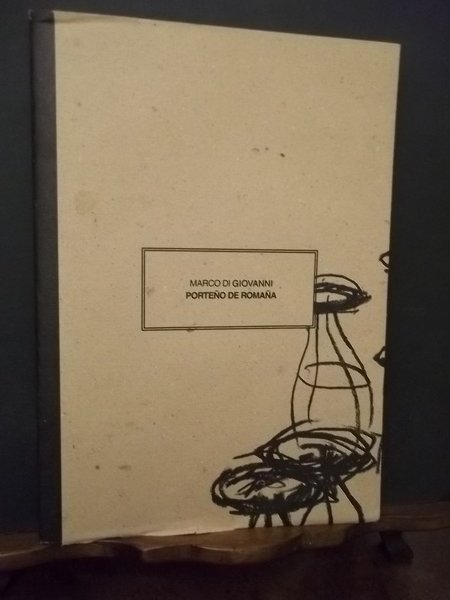 MARCO DI GIOVANNI
PORTEÑO DE ROMAÑA